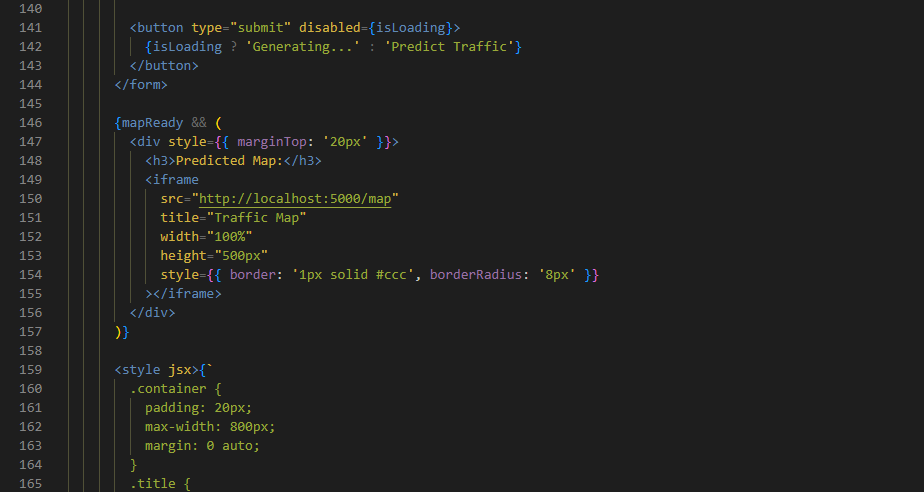 140
141 <button type="submit" disabled={isLoading}>
142 {isLoading ? 'Generating...' : 'Predict Traffic'}
143 </button>
144 </form>
145
146 {mapReady && (
147 <div style={{ marginTop: '20px' }}>
148 <h3>Predicted Map:</h3>
149 <iframe
150 src="http://localhost:5000/map"
151 title="Traffic Map"
152 width="100%"
153 height="500px"
154 style={{ border: '1px solid #ccc', borderRadius: '8px' }}
155 ></iframe>
156 </div>
157 )}
158
159 <style jsx>{`
160 .container {
161 padding: 20px;
162 max-width: 800px;
163 margin: 0 auto;
164 }
165 .title {